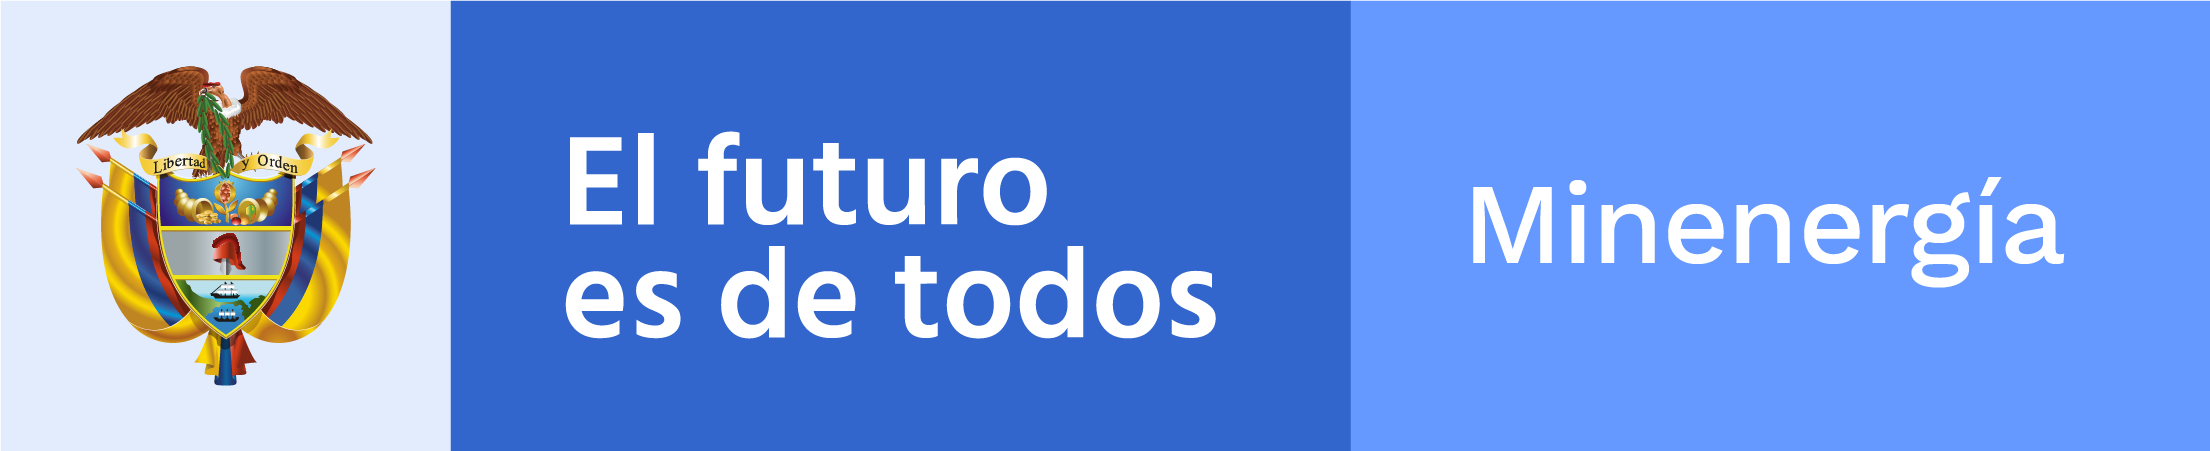 Libertad y Orden
El futuro
es de todos
Minenergía